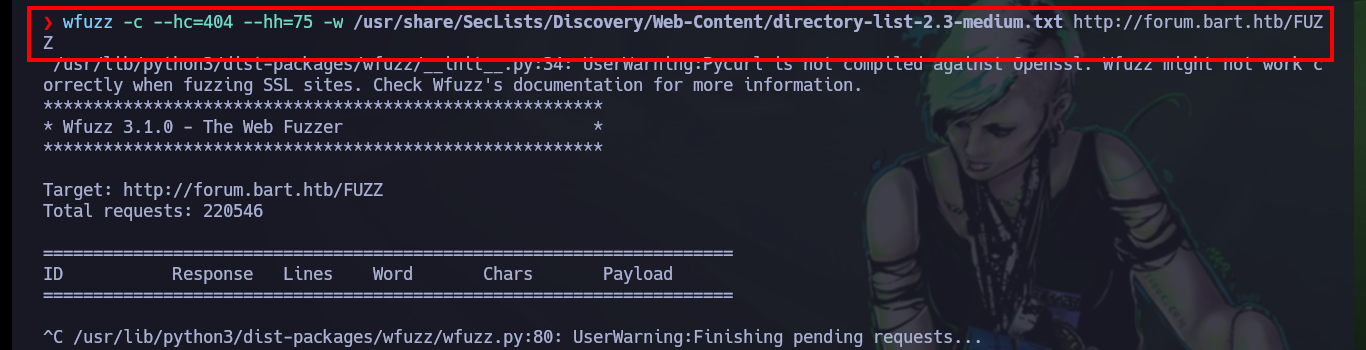 ❯ wfuzz -c --hc=404 --hh=75 -w /usr/share/SecLists/Discovery/Web-Content/directory-list-2.3-medium.txt http://forum.bart.htb/FUZ
Z
/usr/lib/python3/dist-packages/wfuzz/__init__.py:34: UserWarning:Pycurl is not compiled against Openssl. Wfuzz might not work c
orrectly when fuzzing SSL sites. Check Wfuzz's documentation for more information.
********************************************************
* Wfuzz 3.1.0 - The Web Fuzzer                         *
********************************************************

Target: http://forum.bart.htb/FUZZ
Total requests: 220546

=====================================================================
ID           Response   Lines    Word       Chars       Payload
=====================================================================

^C /usr/lib/python3/dist-packages/wfuzz/wfuzz.py:80: UserWarning:Finishing pending requests...